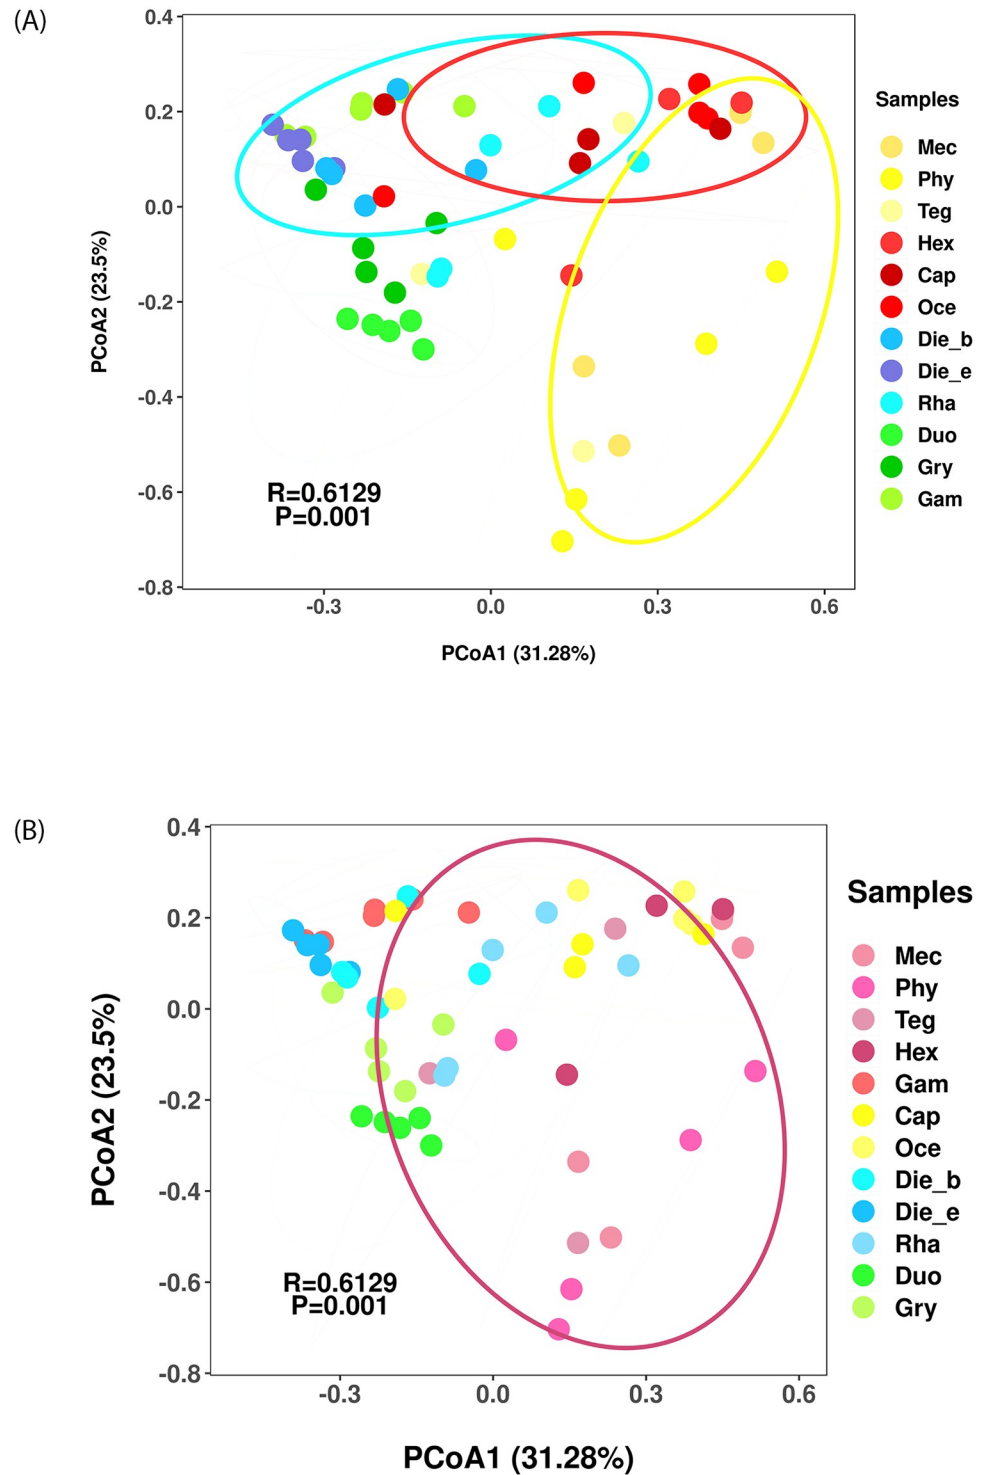 (A)
0.4
0.2
0.0
-0.2
-0.4
-0.6
-0.8
PCoA2 (23.5%)
R=0.6129
P=0.001
-0.3
0.0
0.3
0.6
PCoA1 (31.28%)
Samples
Mec
Phy
Teg
Hex
Cap
Oce
Die_b
Die_e
Rha
Duo
Gry
Gam
(B)
0.4
0.2
0.0
-0.2
-0.4
-0.6
-0.8
PCoA2 (23.5%)
R=0.6129
P=0.001
-0.3
0.0
0.3
0.6
PCoA1 (31.28%)
Samples
Mec
Phy
Teg
Hex
Gam
Cap
Oce
Die_b
Die_e
Rha
Duo
Gry